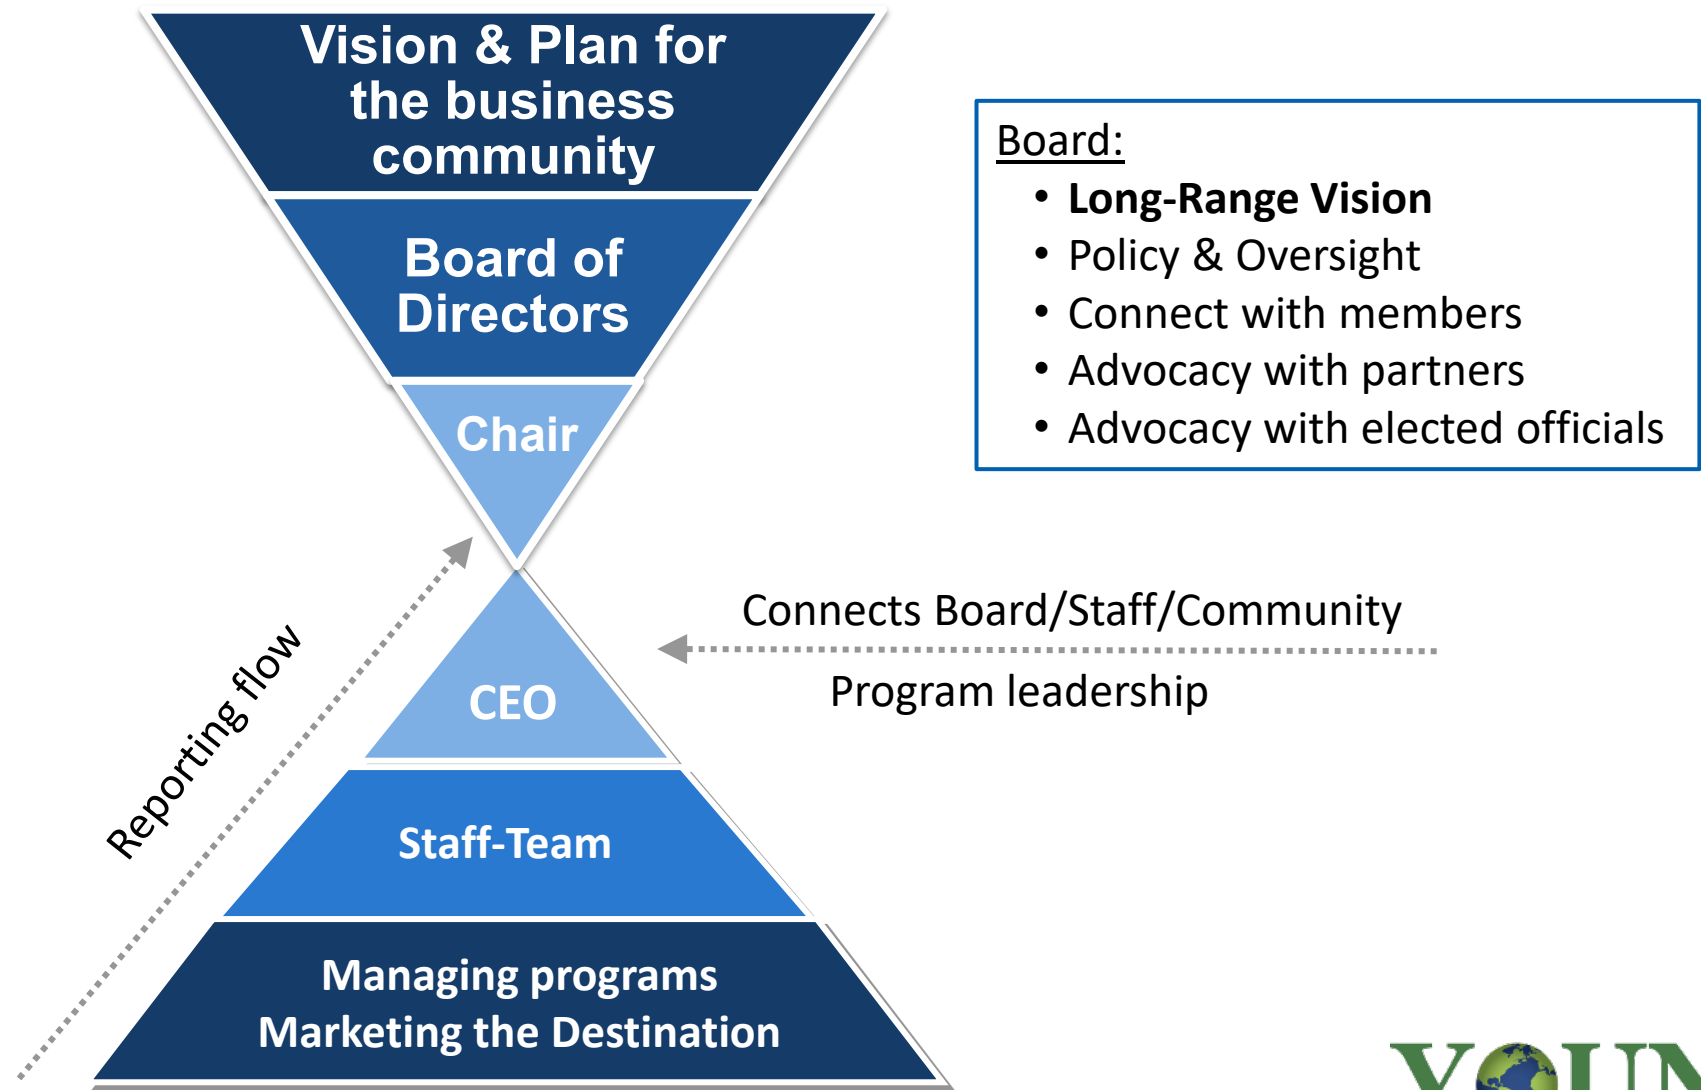 Vision & Plan for
the business
community
Board of
Directors
Chair
Board:
• Long-Range Vision
• Policy & Oversight
• Connect with members
• Advocacy with partners
• Advocacy with elected officials
Reporting flow
Connects Board/Staff/Community
Program leadership
CEO
Staff-Team
Managing programs
Marketing the Destination